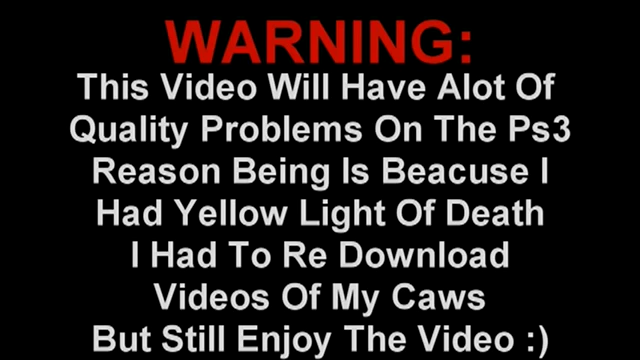 WARNING:
This Video Will Have Alot Of
Quality Problems On The Ps3
Reason Being Is Beacuse I
Had Yellow Light Of Death
I Had To Re Download
Videos Of My Caws
But Still Enjoy The Video :)